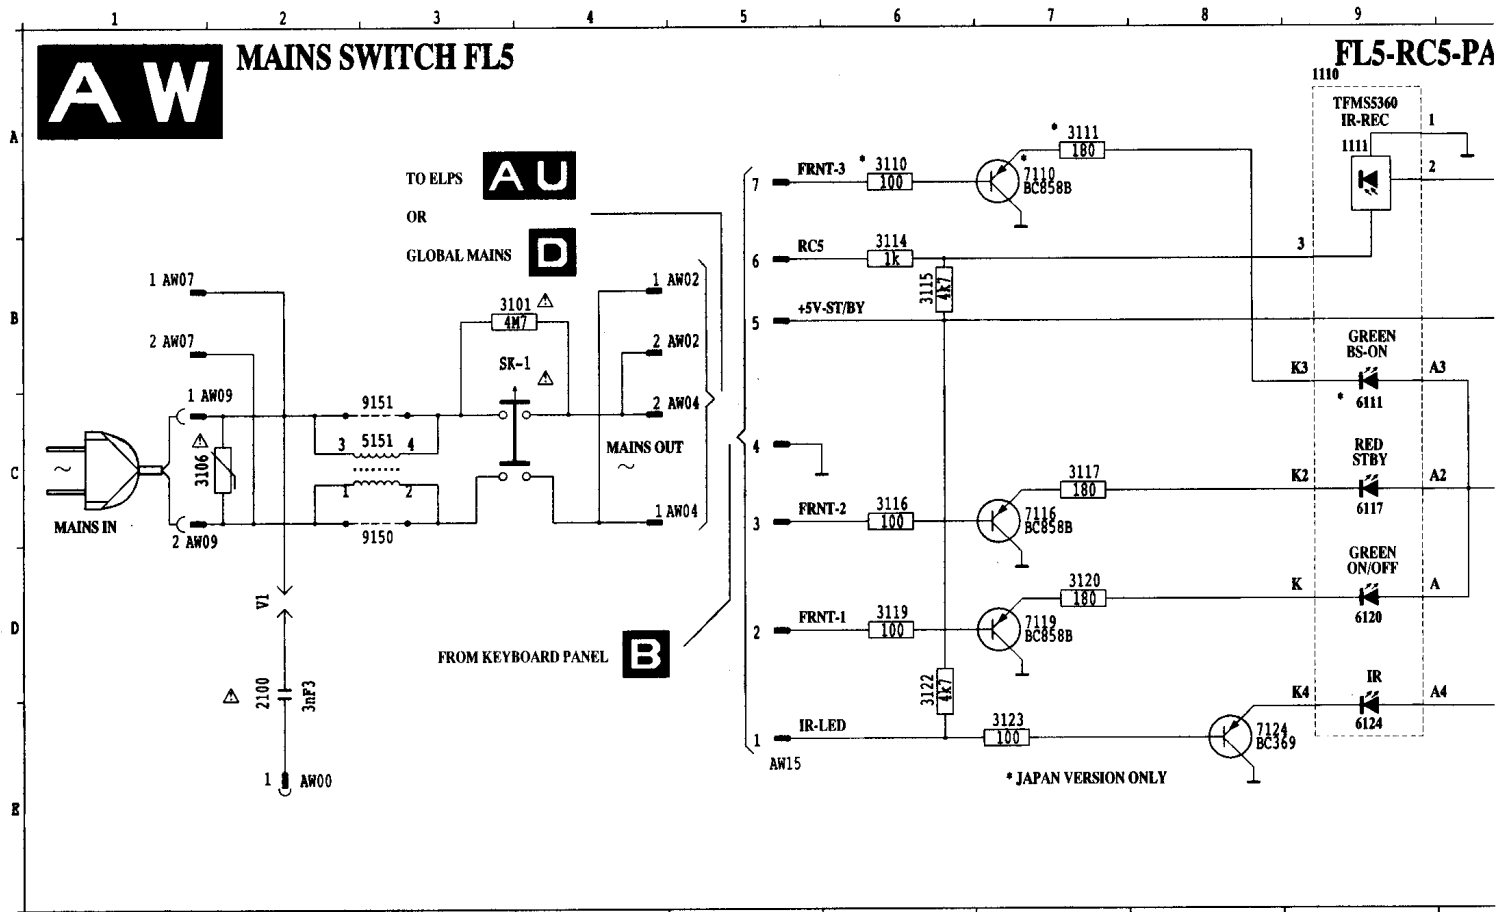 1 2 3 4 5 6 7 8 9
A
B
C
D
E
AW
MAINS SWITCH FL5
FL5-RC5-PA
TO ELPS AU
OR
GLOBAL MAINS D
1 AW07
2 AW07
1 AW09
2 AW09
3106
MAINS IN
~
V1
2100
3nF3
1 AW00
9151
3 5151 4
1 2
9150
3101
4M7
SK-1
1 AW02
2 AW02
2 AW04
MAINS OUT
~
1 AW04
FROM KEYBOARD PANEL B
7 FRNT-3
* 3110
100
*
7110
BC858B
* 3111
180
6 RC5
3114
1k
3115
4k7
5 +5V-ST/BY
4
3 FRNT-2
3116
100
7116
BC858B
3117
180
2 FRNT-1
3119
100
7119
BC858B
3120
180
3122
4k7
1 IR-LED
3123
100
7124
BC369
AW15
* JAPAN VERSION ONLY
1110
TFMS5360
IR-REC
1111
1
2
3
GREEN
BS-ON
K3 A3
* 6111
RED
STBY
K2 A2
6117
GREEN
ON/OFF
K A
6120
IR
K4 A4
6124